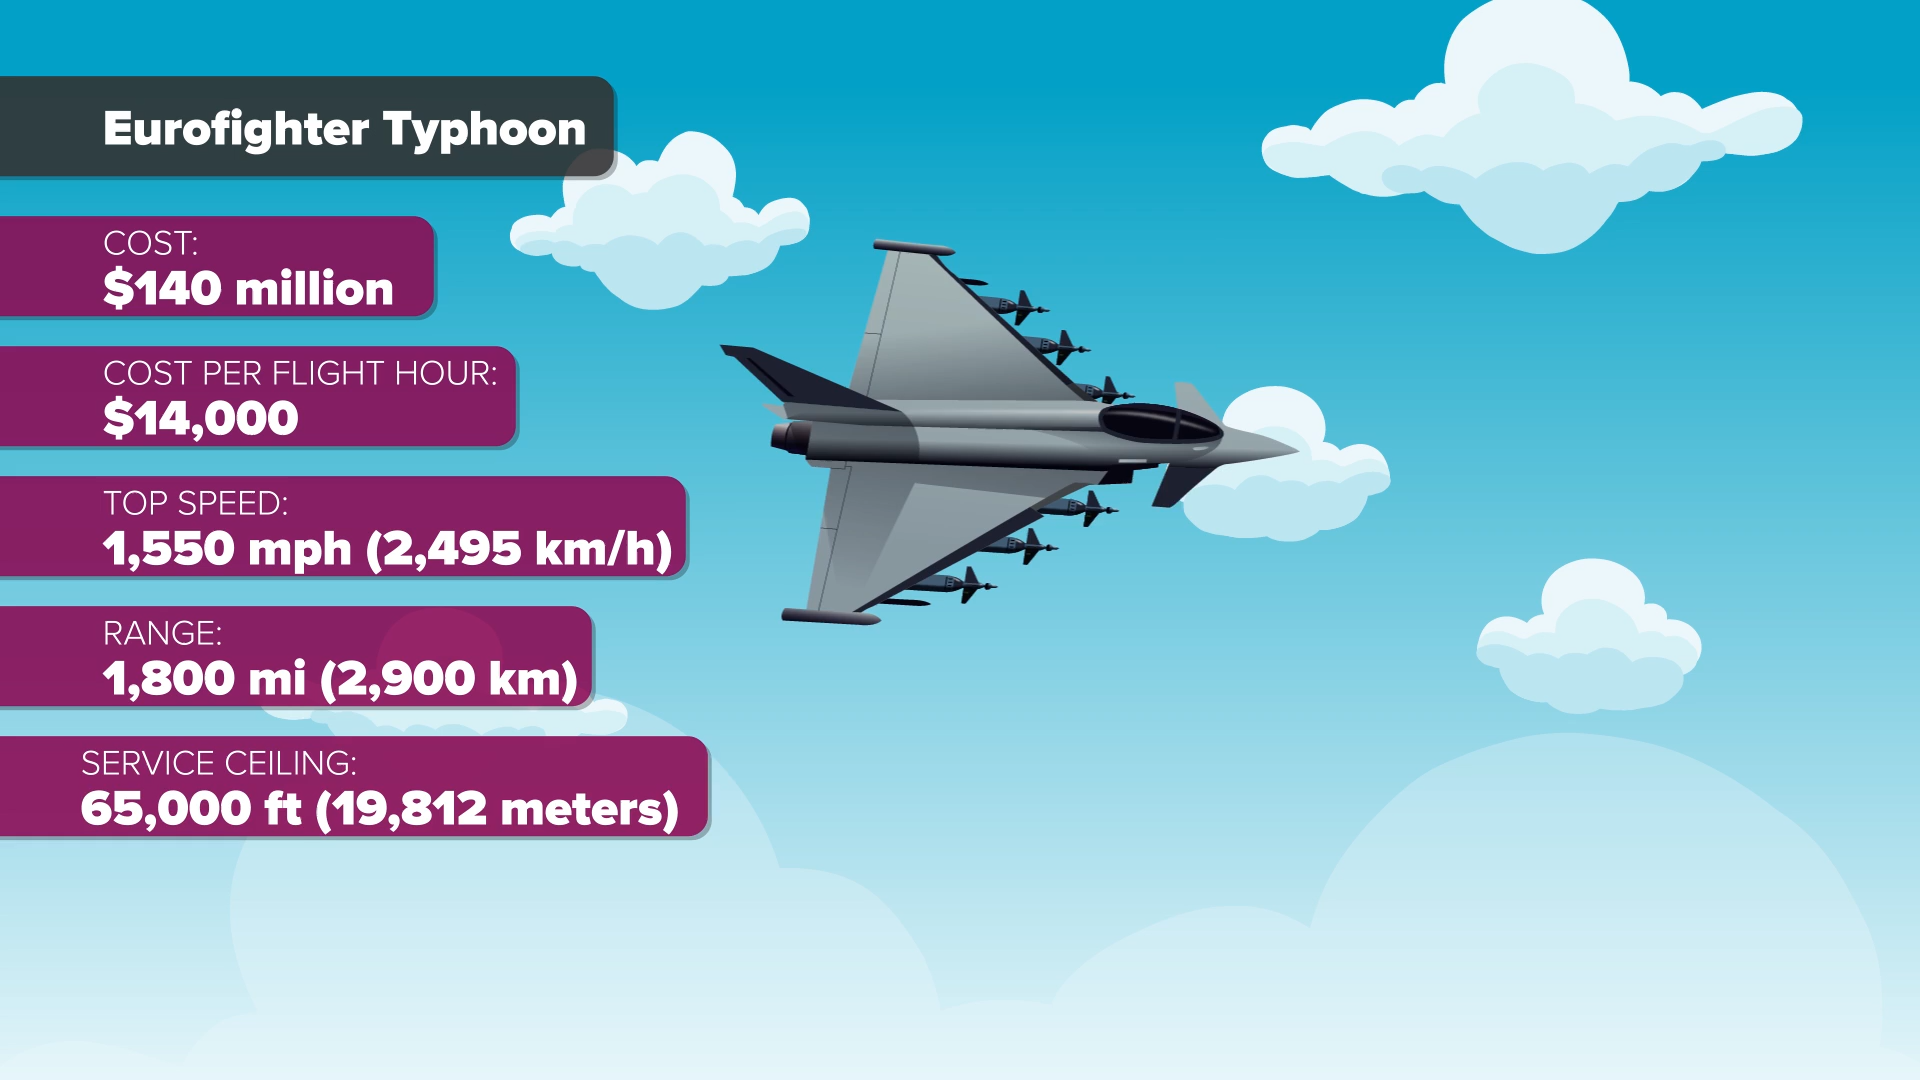 Eurofighter Typhoon
COST:
$140 million
COST PER FLIGHT HOUR:
$14,000
TOP SPEED:
1,550 mph (2,495 km/h)
RANGE:
1,800 mi (2,900 km)
SERVICE CEILING:
65,000 ft (19,812 meters)